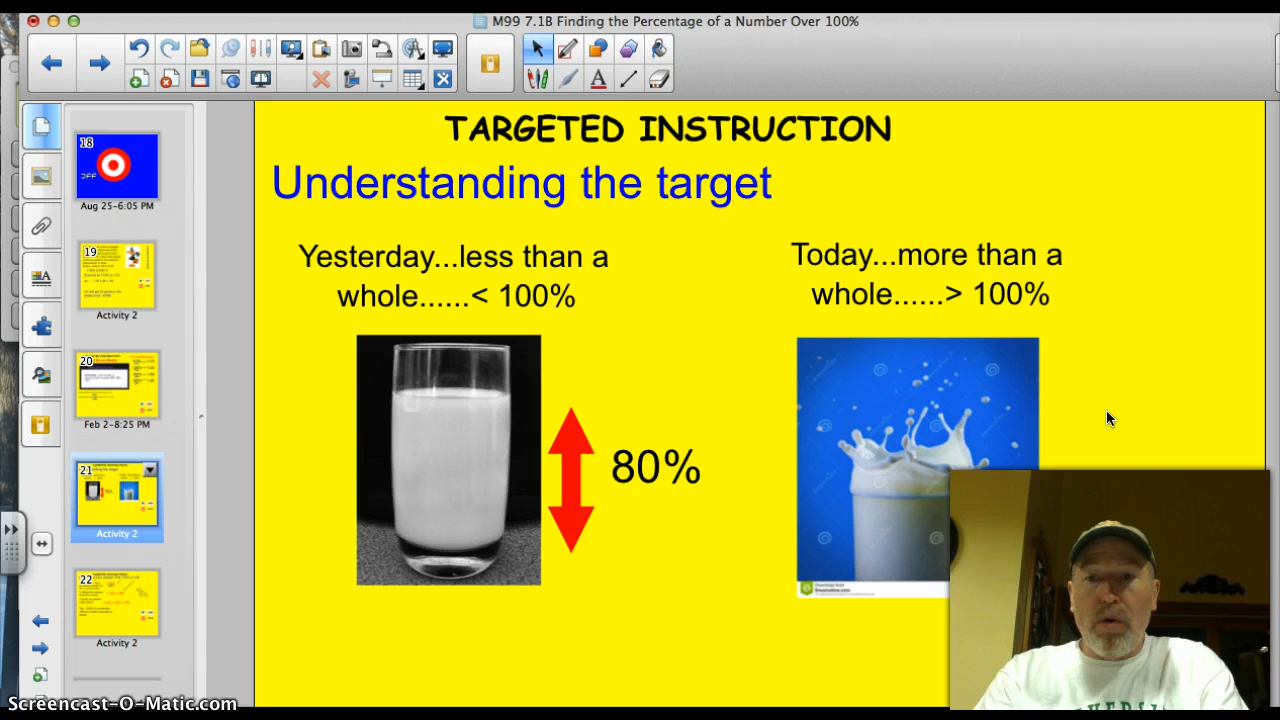 M99 7.1B Finding the Percentage of a Number Over 100%
TARGETED INSTRUCTION
Understanding the target
Yesterday...less than a
whole......< 100%
Today...more than a
whole......> 100%
80%
18
OFF
Aug 25-6:05 PM
19
Activity 2
20
Feb 2-8:25 PM
21
Activity 2
22
Activity 2
Screencast-O-Matic.com